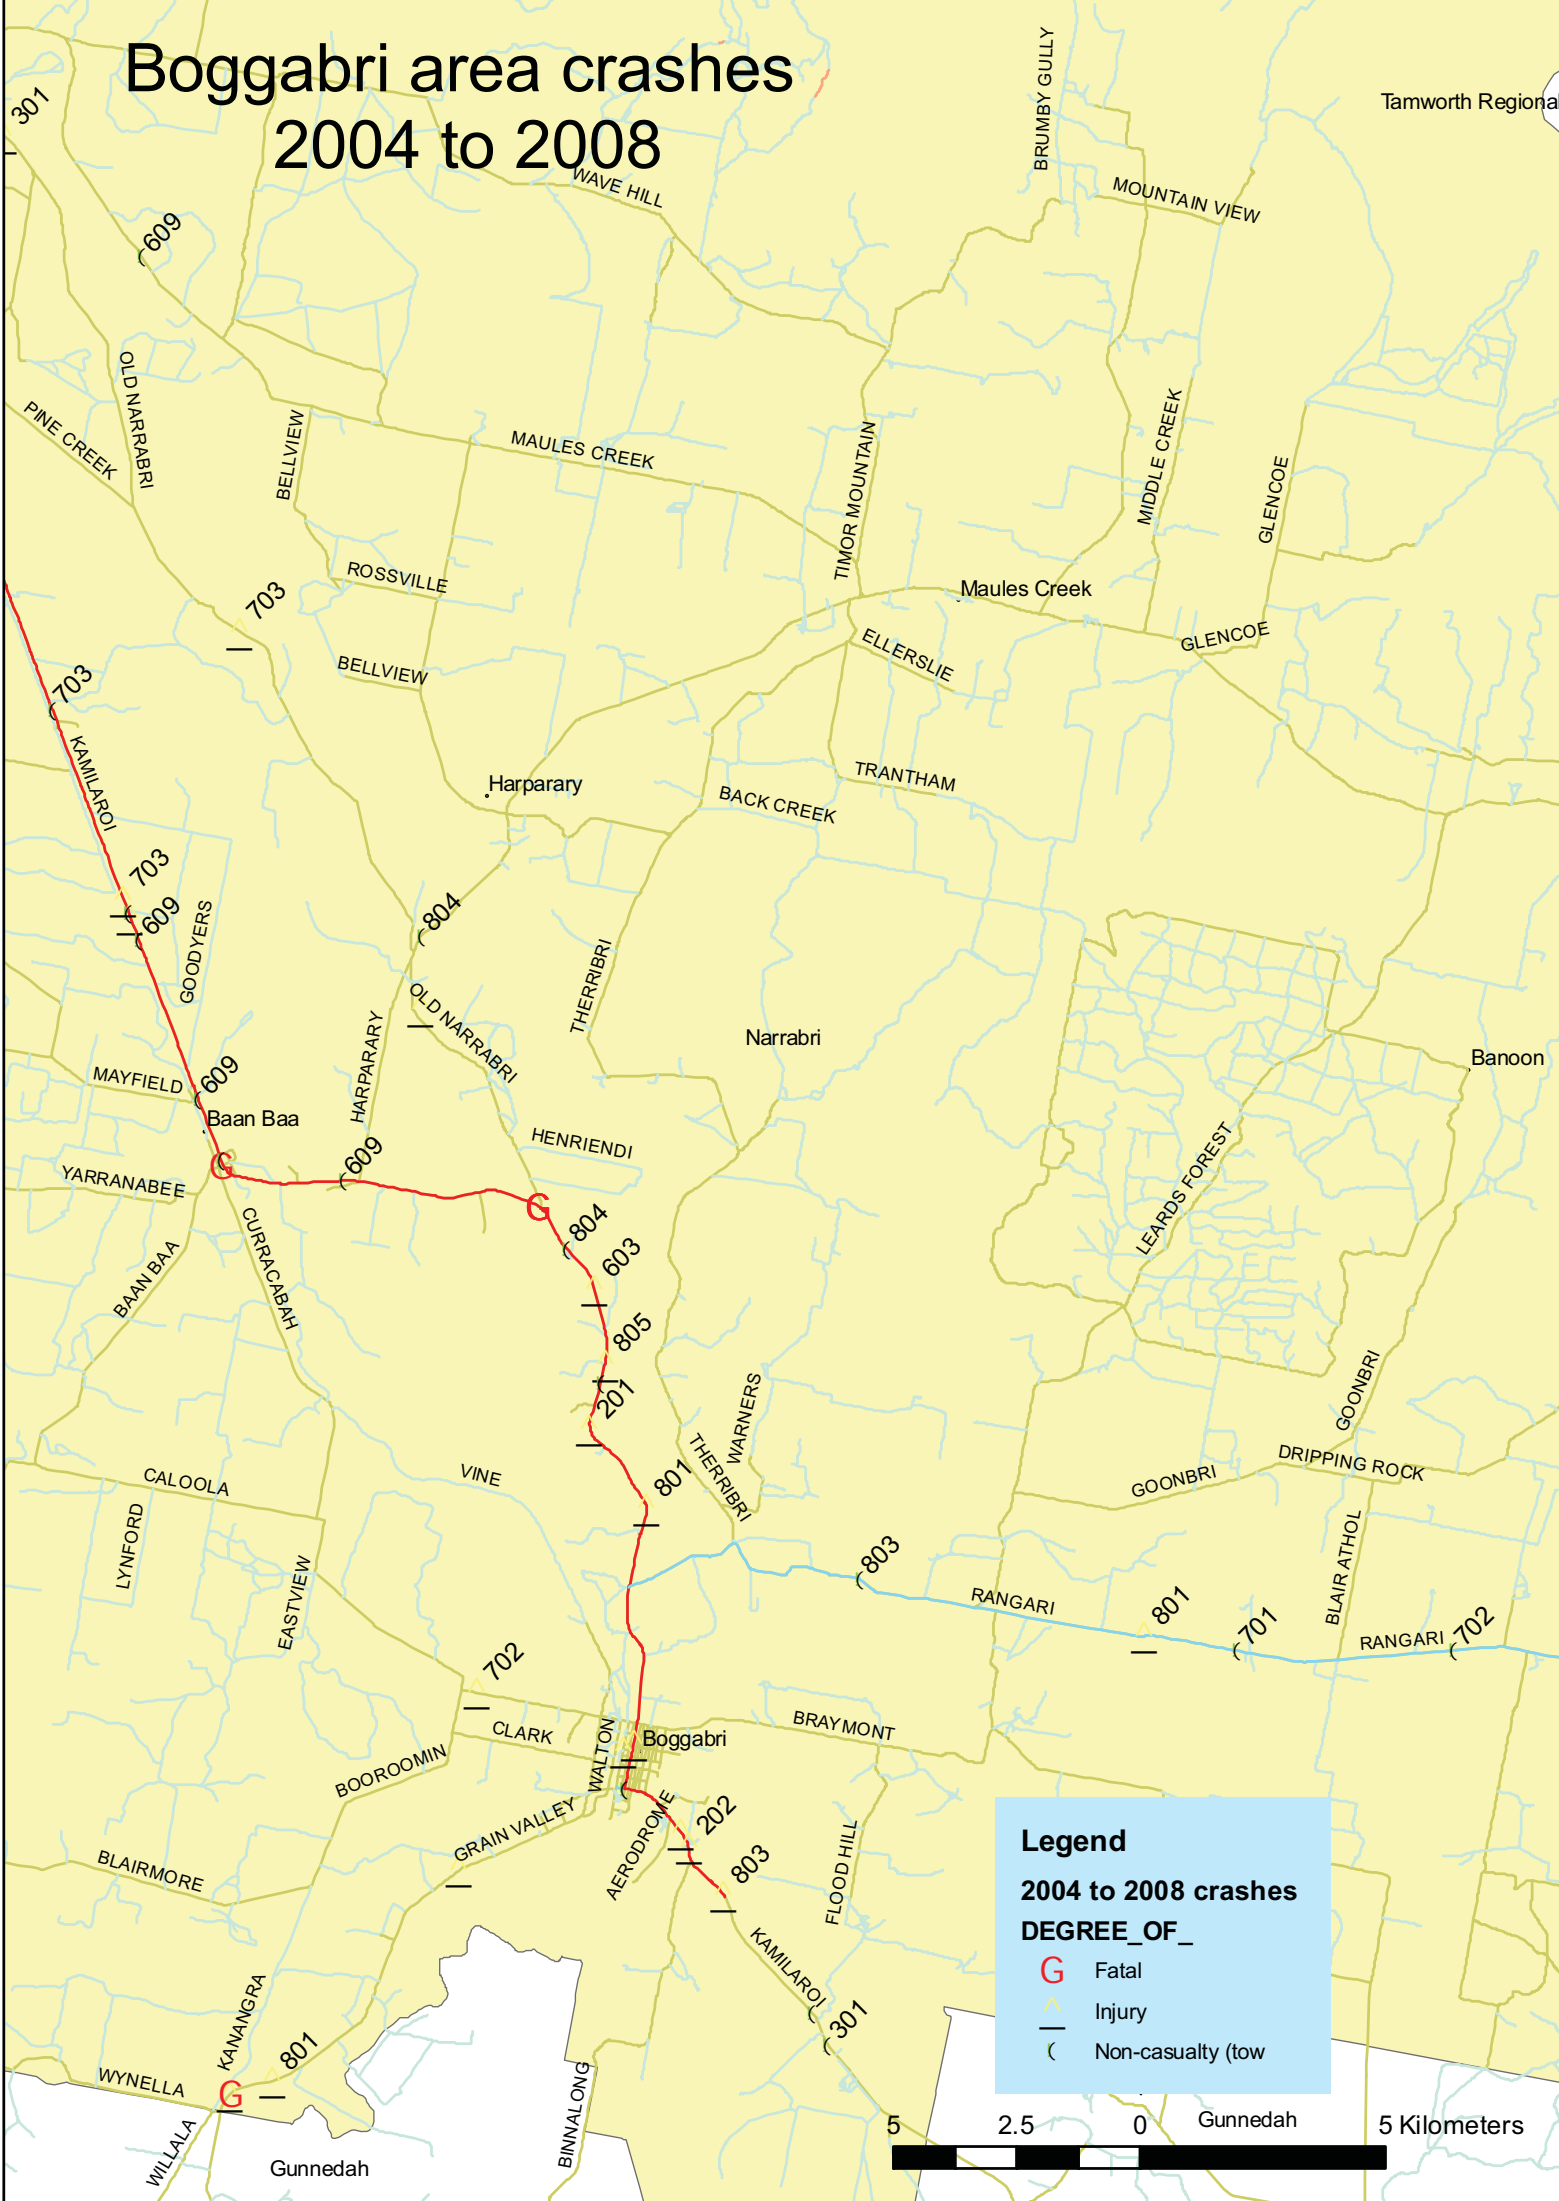 Boggabri area crashes
2004 to 2008
Tamworth Regional
301
BRUMBY GULLY
WAVE HILL
MOUNTAIN VIEW
609
OLD NARRABRI
PINE CREEK
BELLVIEW
MAULES CREEK
TIMOR MOUNTAIN
MIDDLE CREEK
GLENCOE
ROSSVILLE
703
Maules Creek
ELLERSLIE
GLENCOE
BELLVIEW
703
KAMILAROI
Harparary
TRANTHAM
BACK CREEK
703
609
GOODYERS
804
THERRIBRI
OLD NARRABRI
HARPARARY
Narrabri
Banoon
MAYFIELD
609
Baan Baa
HENRIENDI
LEARDS FOREST
YARRANABEE
G
609
G
804
603
BAAN BAA
CURRACABAH
805
201
WARNERS
GOONBRI
THERRIBRI
CALOOLA
VINE
801
GOONBRI
DRIPPING ROCK
LYNFORD
EASTVIEW
803
RANGARI
801
701
BLAIR ATHOL
RANGARI
702
702
CLARK
WALTON
Boggabri
BRAYMONT
BOOROOMIN
GRAIN VALLEY
AERODROME
202
803
FLOOD HILL
BLAIRMORE
KAMILAROI
301
KANANGRA
801
WYNELLA
G
WILLALA
Gunnedah
BINNALONG
Legend
2004 to 2008 crashes
DEGREE_OF_
G Fatal
Injury
( Non-casualty (tow
Gunnedah
5 2.5 0 5 Kilometers